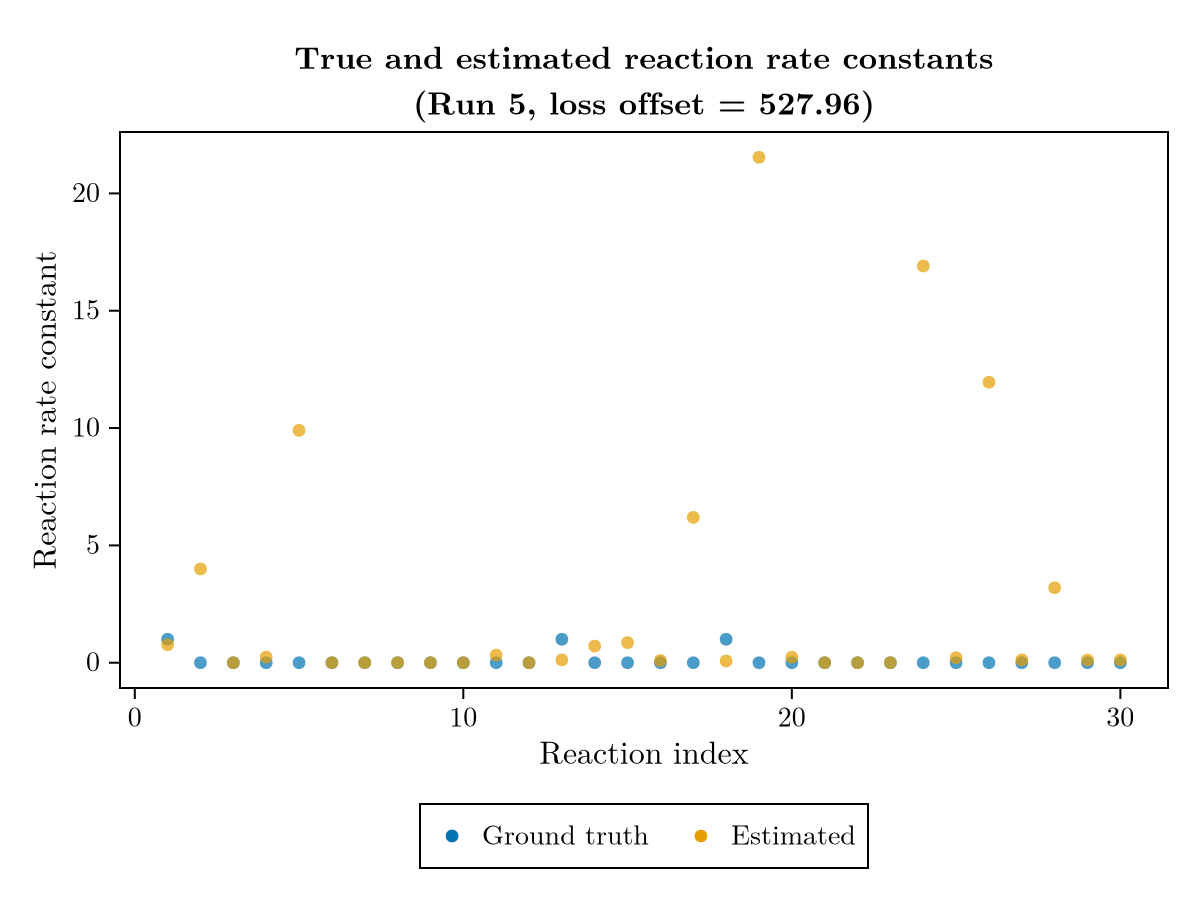 True and estimated reaction rate constants
(Run 5, loss offset = 527.96)
Reaction rate constant
20
15
10
5
0
0 10 20 30
Reaction index
Ground truth Estimated